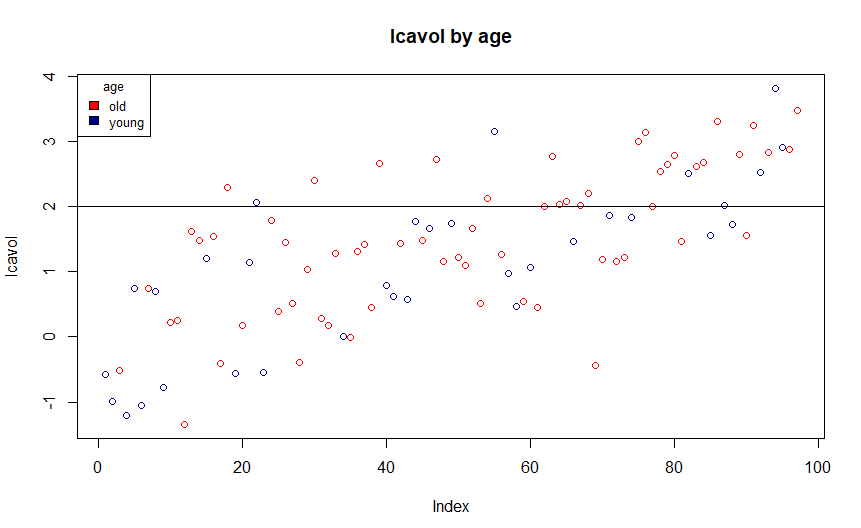 lcavol by age
age
old
young
lcavol
4
3
2
1
0
-1
0 20 40 60 80 100
Index